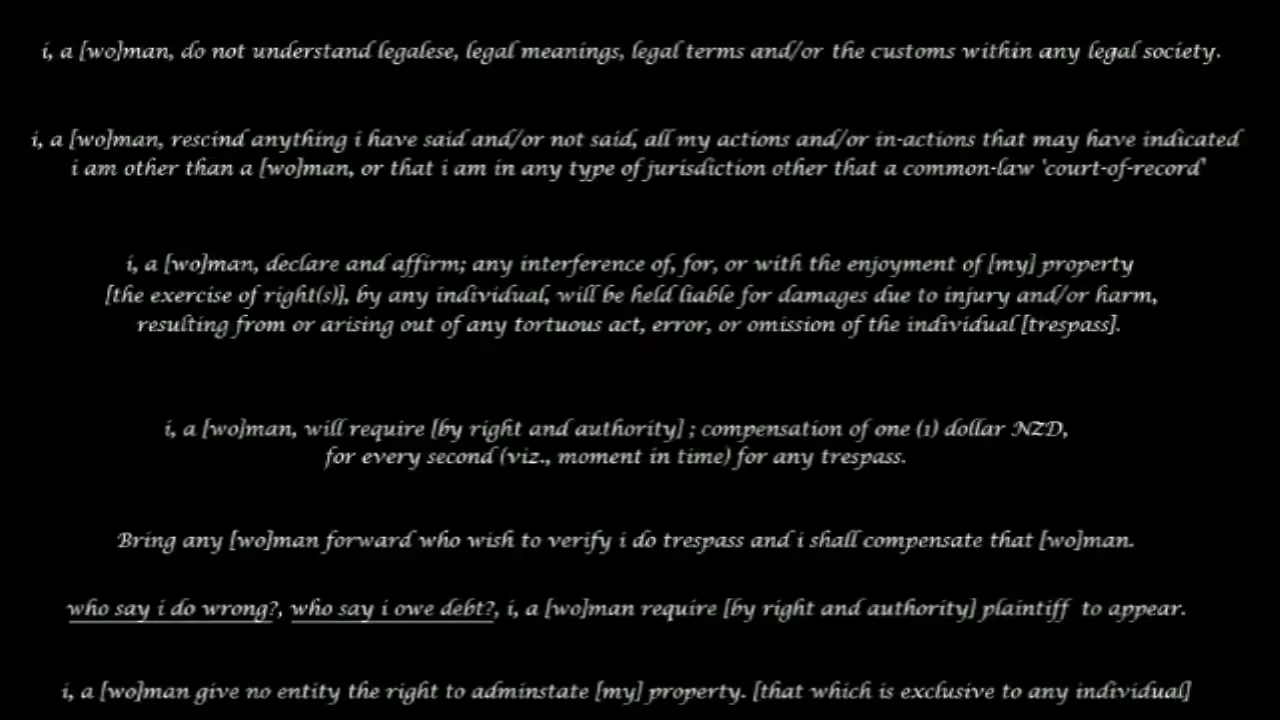 i, a [wo]man, do not understand legalese, legal meanings, legal terms and/or the customs within any legal society.
i, a [wo]man, rescind anything i have said and/or not said, all my actions and/or in-actions that may have indicated
i am other than a [wo]man, or that i am in any type of jurisdiction other that a common-law 'court-of-record'
i, a [wo]man, declare and affirm; any interference of, for, or with the enjoyment of [my] property
[the exercise of right(s)], by any individual, will be held liable for damages due to injury and/or harm,
resulting from or arising out of any tortuous act, error, or omission of the individual [trespass].
i, a [wo]man, will require [by right and authority] ; compensation of one (1) dollar NZD,
for every second (viz., moment in time) for any trespass.
Bring any [wo]man forward who wish to verify i do trespass and i shall compensate that [wo]man.
who say i do wrong?, who say i owe debt?, i, a [wo]man require [by right and authority] plaintiff to appear.
i, a [wo]man give no entity the right to adminstate [my] property. [that which is exclusive to any individual]